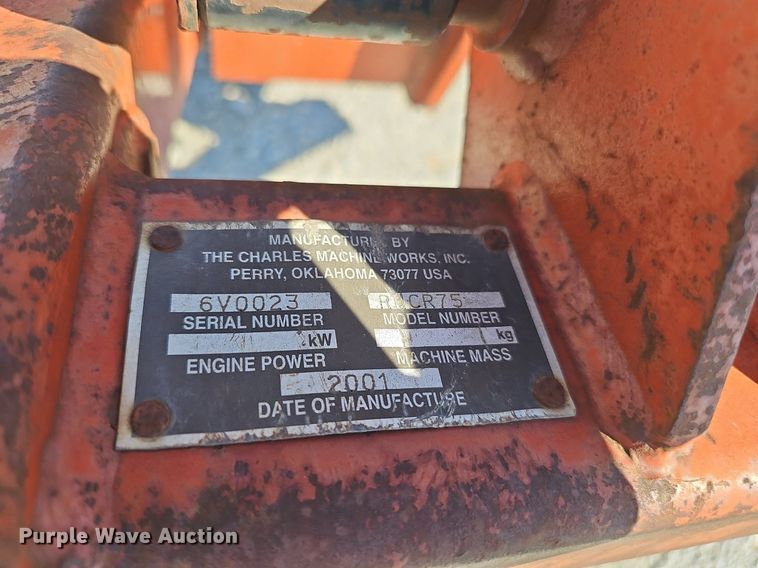 MANUFACTURED BY
THE CHARLES MACHINE WORKS, INC.
PERRY, OKLAHOMA 73077 USA
6V0023
SERIAL NUMBER MODEL NUMBER
kW kg
ENGINE POWER MACHINE MASS
2001
DATE OF MANUFACTURE
Purple Wave Auction